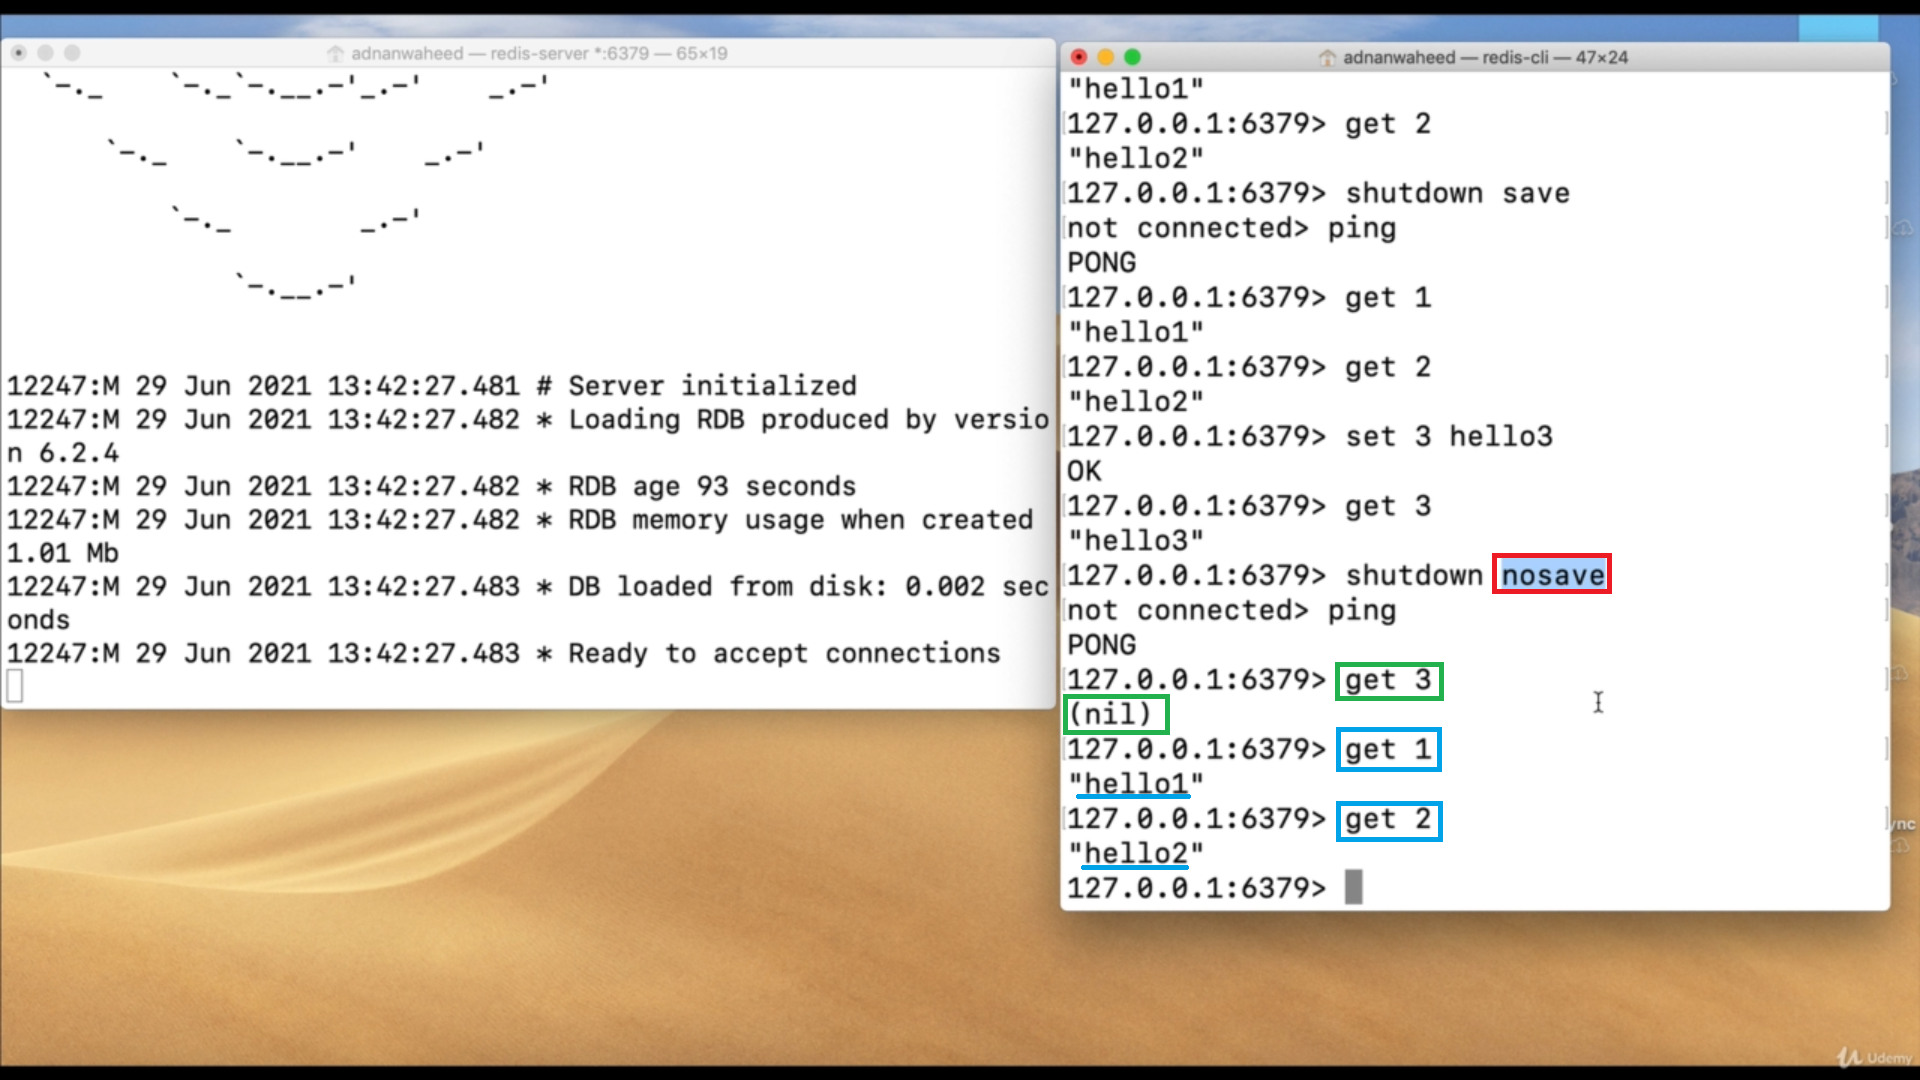 adnanwaheed — redis-server *:6379 — 65×19
12247:M 29 Jun 2021 13:42:27.481 # Server initialized
12247:M 29 Jun 2021 13:42:27.482 * Loading RDB produced by versio
n 6.2.4
12247:M 29 Jun 2021 13:42:27.482 * RDB age 93 seconds
12247:M 29 Jun 2021 13:42:27.482 * RDB memory usage when created
1.01 Mb
12247:M 29 Jun 2021 13:42:27.483 * DB loaded from disk: 0.002 sec
onds
12247:M 29 Jun 2021 13:42:27.483 * Ready to accept connections
adnanwaheed — redis-cli — 47×24
"hello1"
127.0.0.1:6379> get 2
"hello2"
127.0.0.1:6379> shutdown save
not connected> ping
PONG
127.0.0.1:6379> get 1
"hello1"
127.0.0.1:6379> get 2
"hello2"
127.0.0.1:6379> set 3 hello3
OK
127.0.0.1:6379> get 3
"hello3"
127.0.0.1:6379> shutdown nosave
not connected> ping
PONG
127.0.0.1:6379> get 3
(nil)
127.0.0.1:6379> get 1
"hello1"
127.0.0.1:6379> get 2
"hello2"
127.0.0.1:6379>
Udemy